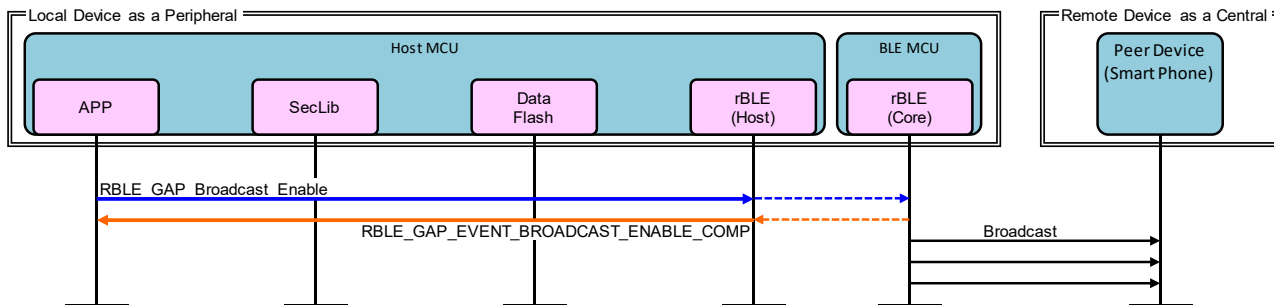 Local Device as a Peripheral
Remote Device as a Central
Host MCU
BLE MCU
Peer Device
(Smart Phone)
APP
SecLib
Data
Flash
rBLE
(Host)
rBLE
(Core)
RBLE_GAP_Broadcast_Enable
RBLE_GAP_EVENT_BROADCAST_ENABLE_COMP
Broadcast